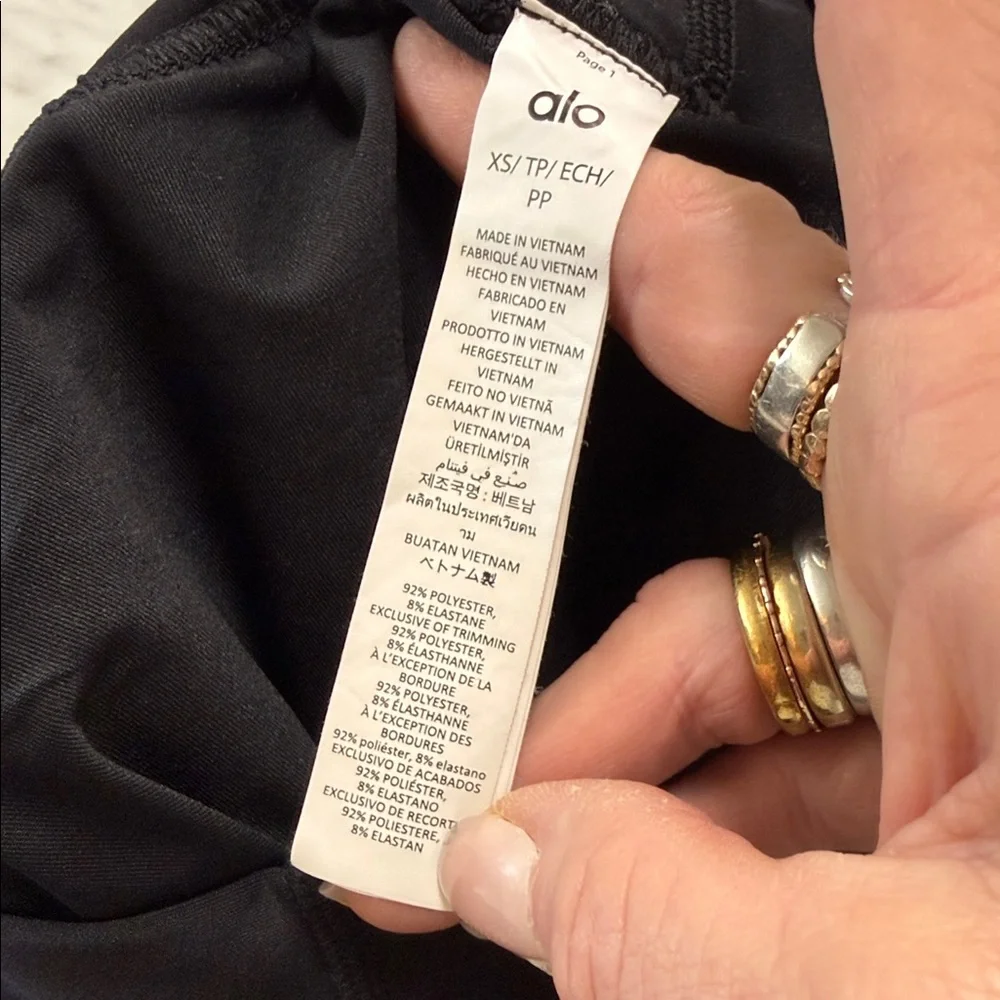 Page 1
alo
XS/ TP/ ECH/
PP
MADE IN VIETNAM
FABRIQUÉ AU VIETNAM
HECHO EN VIETNAM
FABRICADO EN
VIETNAM
PRODOTTO IN VIETNAM
HERGESTELLT IN
VIETNAM
FEITO NO VIETNÃ
GEMAAKT IN VIETNAM
VIETNAM'DA
ÜRETİLMİŞTİR
صُنع في فيتنام
제조국명 : 베트남
ผลิตในประเทศเวียดน
าม
BUATAN VIETNAM
ベトナム製
92% POLYESTER,
8% ELASTANE
EXCLUSIVE OF TRIMMING
92% POLYESTER,
8% ÉLASTHANNE
À L'EXCEPTION DE LA
BORDURE
92% POLYESTER,
8% ÉLASTHANNE
À L'EXCEPTION DES
BORDURES
92% poliéster, 8% elastano
EXCLUSIVO DE ACABADOS
92% POLIÉSTER,
8% ELASTANO
EXCLUSIVO DE
92% POLIESTERE,
8% ELASTAN